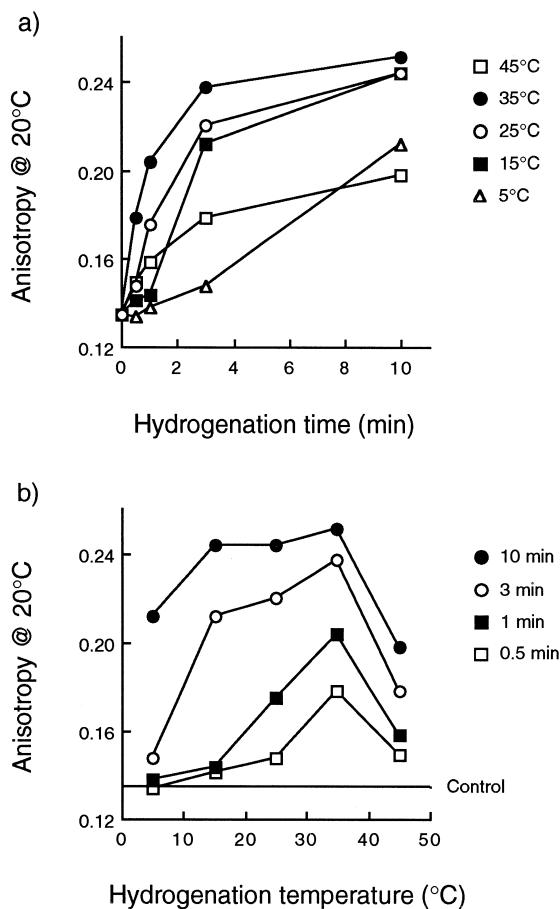 a)
Anisotropy @ 20°C
0.24
0.20
0.16
0.12
0 2 4 6 8 10
Hydrogenation time (min)
45°C
35°C
25°C
15°C
5°C
b)
Anisotropy @ 20°C
0.24
0.20
0.16
0.12
0 10 20 30 40 50
Hydrogenation temperature (°C)
10 min
3 min
1 min
0.5 min
Control